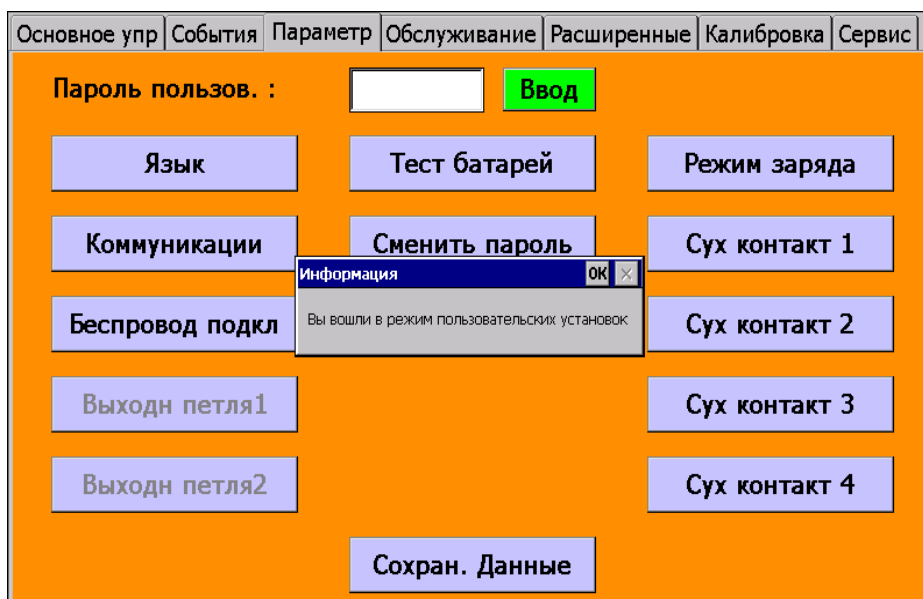 Основное упр События Параметр Обслуживание Расширенные Калибровка Сервис
Пароль пользов. : Ввод
Язык Тест батарей Режим заряда
Коммуникации Сменить пароль Сух контакт 1
Информация OK
Беспровод подкл Вы вошли в режим пользовательских установок Сух контакт 2
Выходн петля1 Сух контакт 3
Выходн петля2 Сух контакт 4
Сохран. Данные